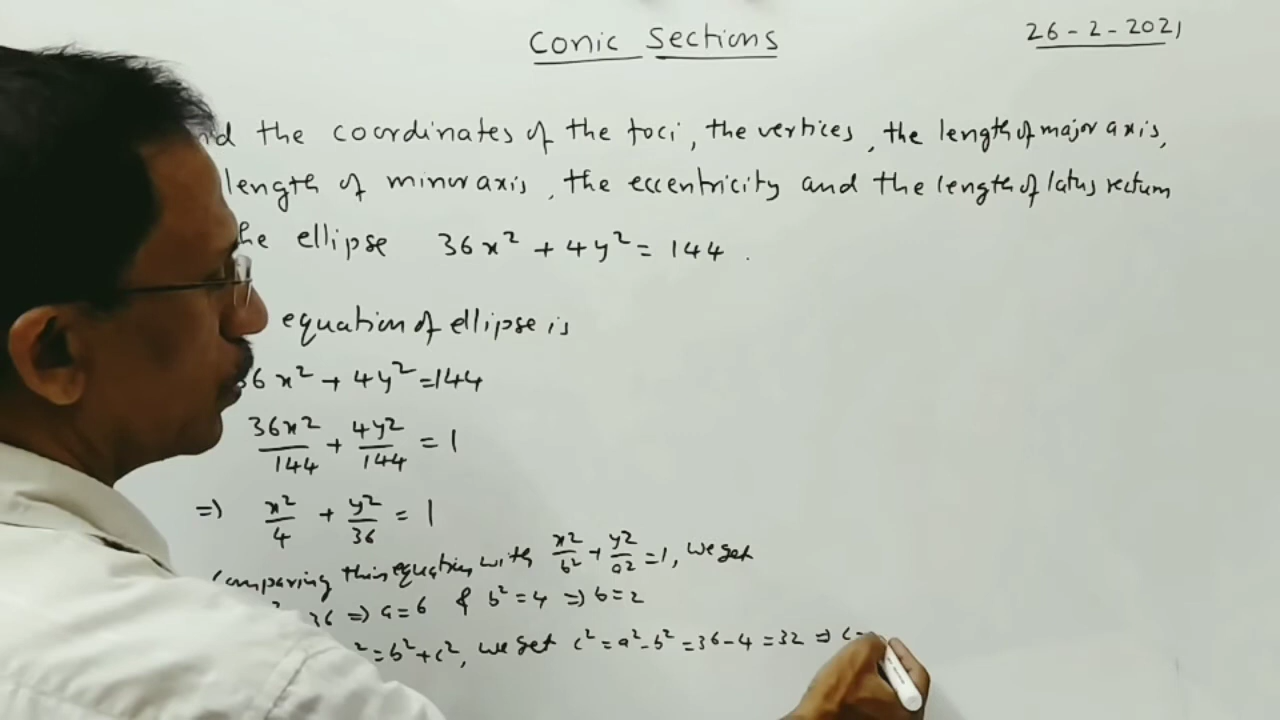 Conic Sections
26-2-2021
the coordinates of the foci, the vertices, the length of major axis,
length of minor axis, the eccentricity and the length of latus rectum
ellipse 36x² + 4y² = 144.
equation of ellipse is
36x² + 4y² = 144
36x²/144 + 4y²/144 = 1
=> x²/4 + y²/36 = 1
Comparing this equation with x²/b² + y²/a² = 1, we get
36 => a=6 & b²=4 => b=2
² = b²+c², we get c² = a²-b² = 36-4 = 32 => c=